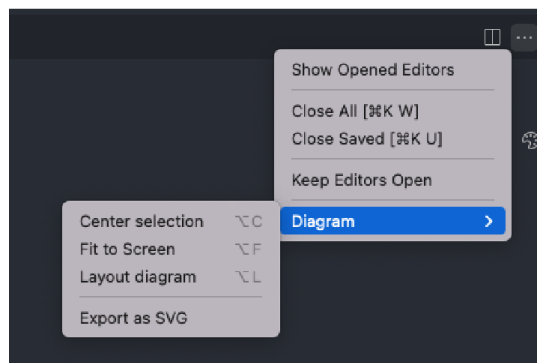 Show Opened Editors
Close All [⌘K W]
Close Saved [⌘K U]
Keep Editors Open
Diagram
Center selection ⌥C
Fit to Screen ⌥F
Layout diagram ⌥L
Export as SVG